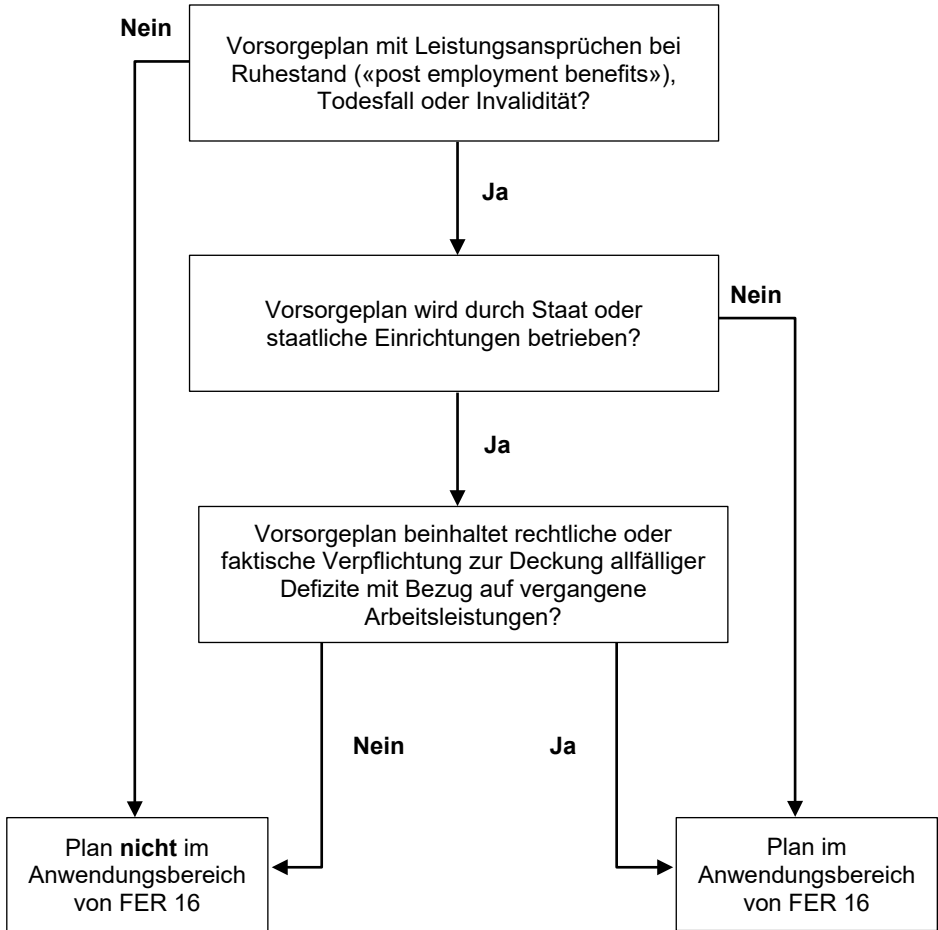 Nein
Vorsorgeplan mit Leistungsansprüchen bei
Ruhestand («post employment benefits»),
Todesfall oder Invalidität?
Ja
Nein
Vorsorgeplan wird durch Staat oder
staatliche Einrichtungen betrieben?
Ja
Vorsorgeplan beinhaltet rechtliche oder
faktische Verpflichtung zur Deckung allfälliger
Defizite mit Bezug auf vergangene
Arbeitsleistungen?
Nein
Ja
Plan nicht im
Anwendungsbereich
von FER 16
Plan im
Anwendungsbereich
von FER 16